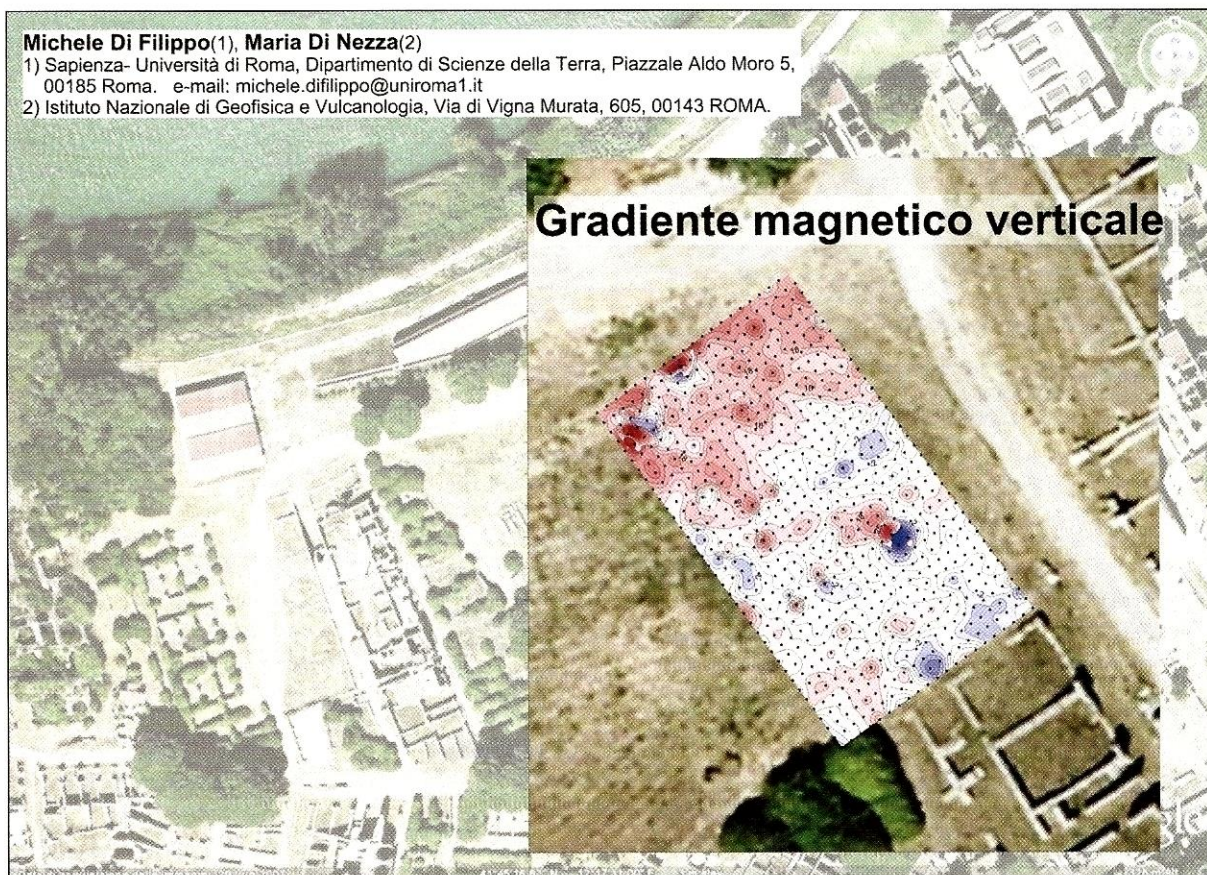 Michele Di Filippo(1), Maria Di Nezza(2)
1) Sapienza- Università di Roma, Dipartimento di Scienze della Terra, Piazzale Aldo Moro 5,
00185 Roma. e-mail: michele.difilippo@uniroma1.it
2) Istituto Nazionale di Geofisica e Vulcanologia, Via di Vigna Murata, 605, 00143 ROMA.
Gradiente magnetico verticale